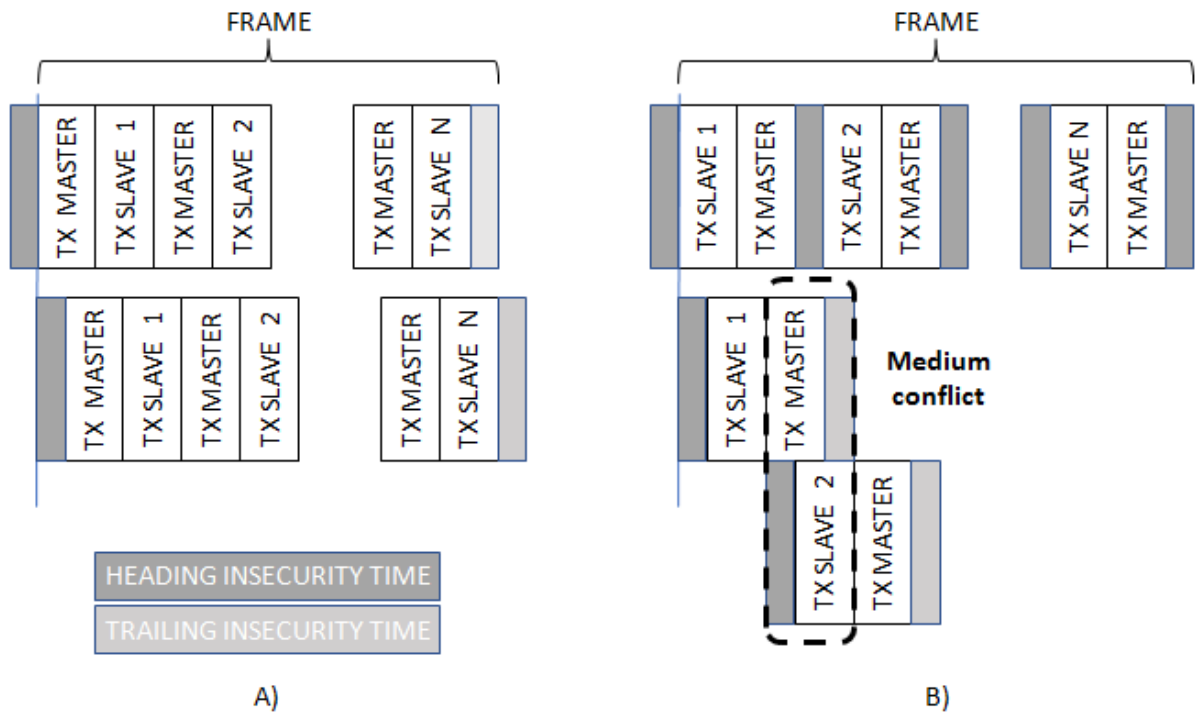 FRAME
FRAME
TX MASTER
TX SLAVE 1
TX MASTER
TX SLAVE 2
TX MASTER
TX SLAVE N
TX SLAVE 1
TX MASTER
TX SLAVE 2
TX MASTER
TX SLAVE N
TX MASTER
TX MASTER
TX SLAVE 1
TX MASTER
TX SLAVE 2
TX MASTER
TX SLAVE N
TX SLAVE 1
TX MASTER
Medium
conflict
TX SLAVE 2
TX MASTER
HEADING INSECURITY TIME
TRAILING INSECURITY TIME
A)
B)